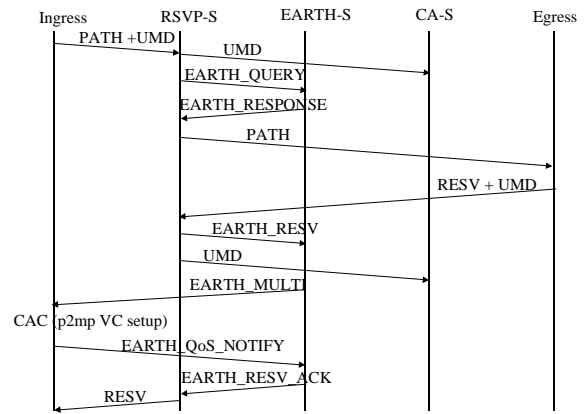 Ingress RSVP-S EARTH-S CA-S Egress
PATH +UMD
UMD
EARTH_QUERY
EARTH_RESPONSE
PATH
RESV + UMD
EARTH_RESV
UMD
EARTH_MULTI
CAC (p2mp VC setup)
EARTH_QoS_NOTIFY
EARTH_RESV_ACK
RESV